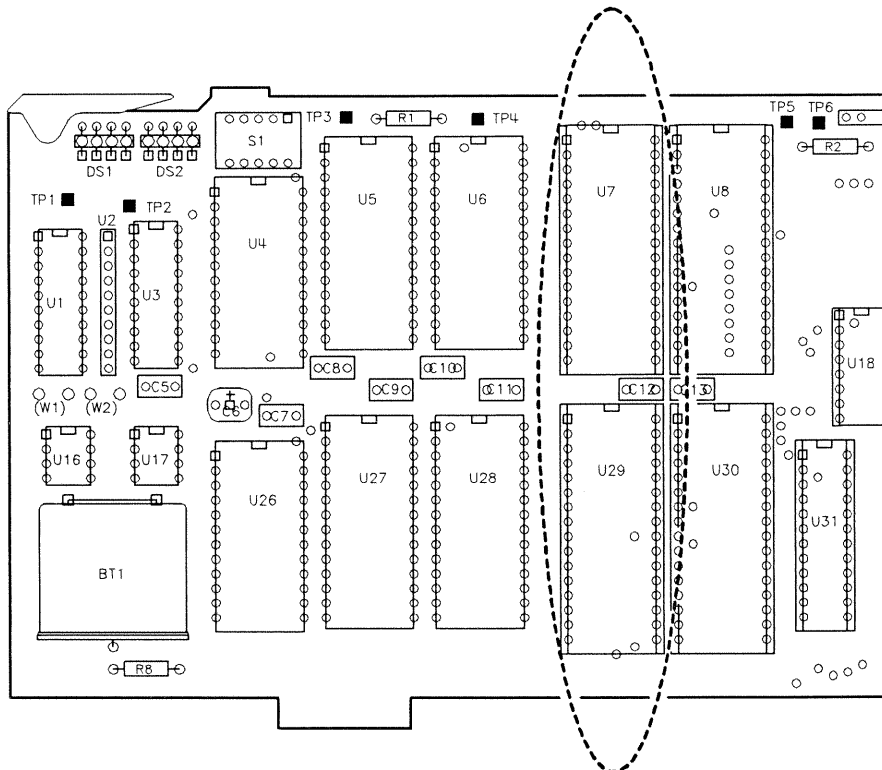 TP3
R1
TP4
TP5
TP6
S1
R2
DS1
DS2
U5
U6
U7
U8
TP1
TP2
U2
U4
U1
U3
U18
C8
C10
C5
C9
C11
C12
C13
(W1)
(W2)
C6
C7
U16
U17
U26
U27
U28
U29
U30
U31
BT1
R8